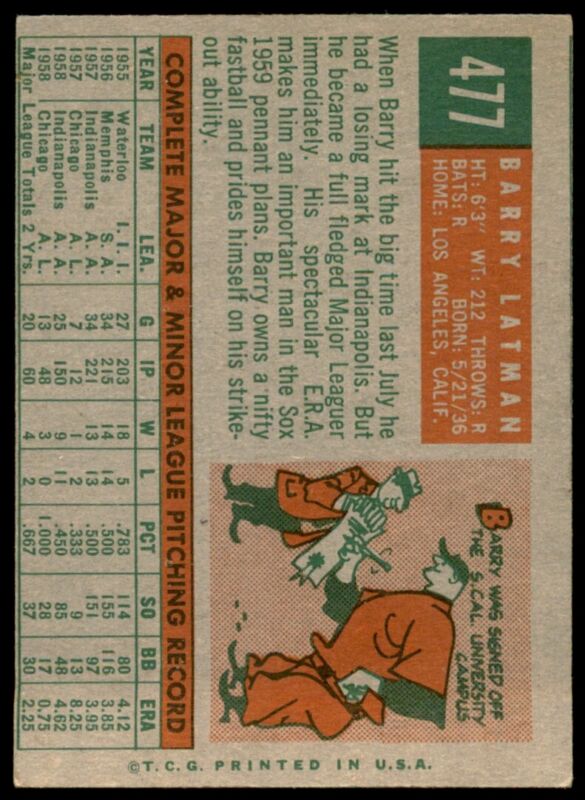 477
BARRY LATMAN
HT: 6'3" WT: 212 THROWS: R
BATS: R BORN: 5/21/36
HOME: LOS ANGELES, CALIF.
When Barry hit the big time last July he
had a losing mark at Indianapolis. But
he became a full fledged Major Leaguer
immediately. His spectacular E.R.A.
makes him an important man in the Sox
1959 pennant plans. Barry owns a nifty
fastball and prides himself on his strike-
out ability.
BARRY WAS SIGNED OFF
THE S.CAL. UNIVERSITY
CAMPUS
COMPLETE MAJOR & MINOR LEAGUE PITCHING RECORD
YEAR TEAM LEA. G IP W L PCT SO BB ERA
1955 Waterloo I. I. I. 27 203 18 5 .783 114 80 4.12
1956 Memphis S. A. 34 215 14 14 .500 155 116 3.85
1957 Indianapolis A. A. 34 221 13 13 .500 151 97 3.95
1957 Chicago A. L. 7 12 1 2 .333 9 13 8.25
1958 Indianapolis A. A. 25 150 9 11 .450 85 48 4.62
1958 Chicago A. L. 13 48 3 0 1.000 28 17 0.75
Major League Totals 2 Yrs. 20 60 4 2 .667 37 30 2.25
©T.C.G. PRINTED IN U.S.A.